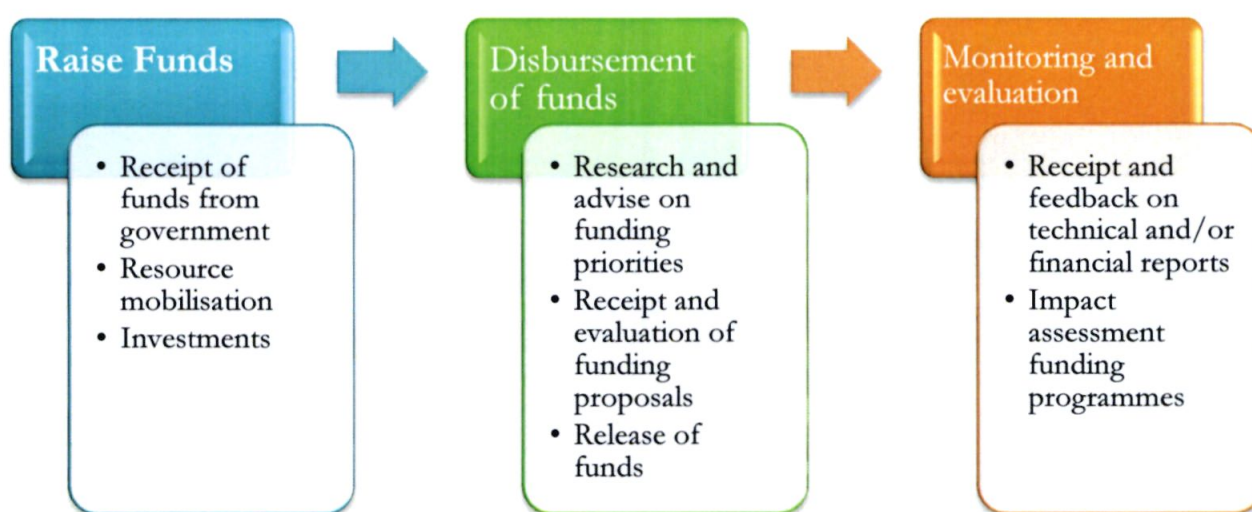 Raise Funds
• Receipt of
funds from
government
• Resource
mobilisation
• Investments
Disbursement
of funds
• Research and
advise on
funding
priorities
• Receipt and
evaluation of
funding
proposals
• Release of
funds
Monitoring and
evaluation
• Receipt and
feedback on
technical and/or
financial reports
• Impact
assessment
funding
programmes